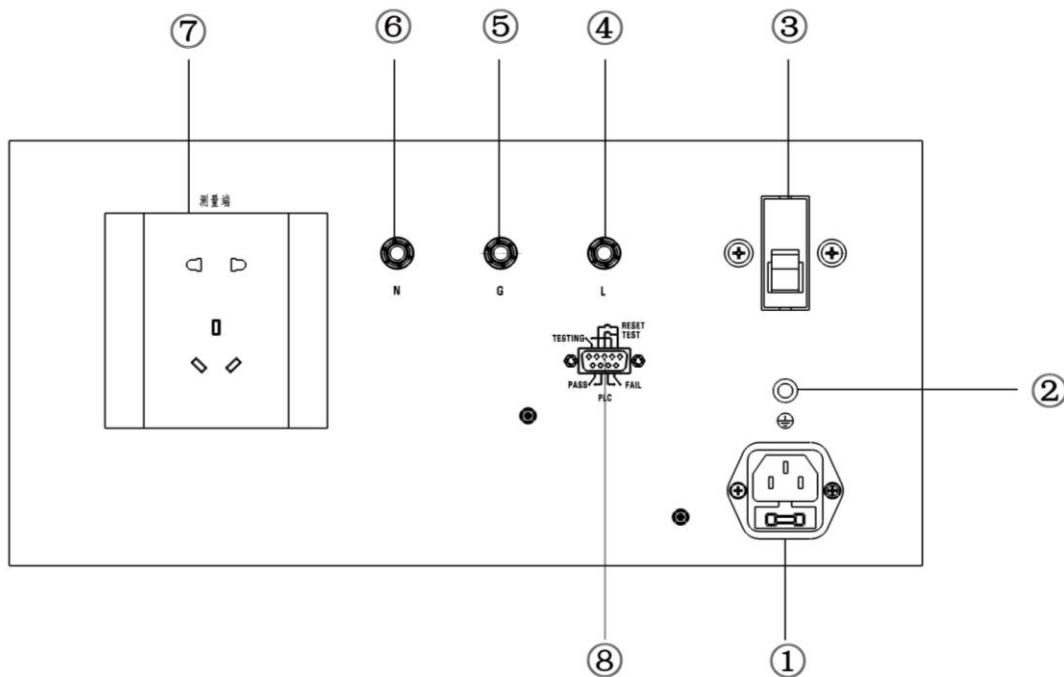 ⑦ ⑥ ⑤ ④ ③
测量端
N G L
RESET
TESTING TEST
PASS FAIL
PLC
②
⑧ ①